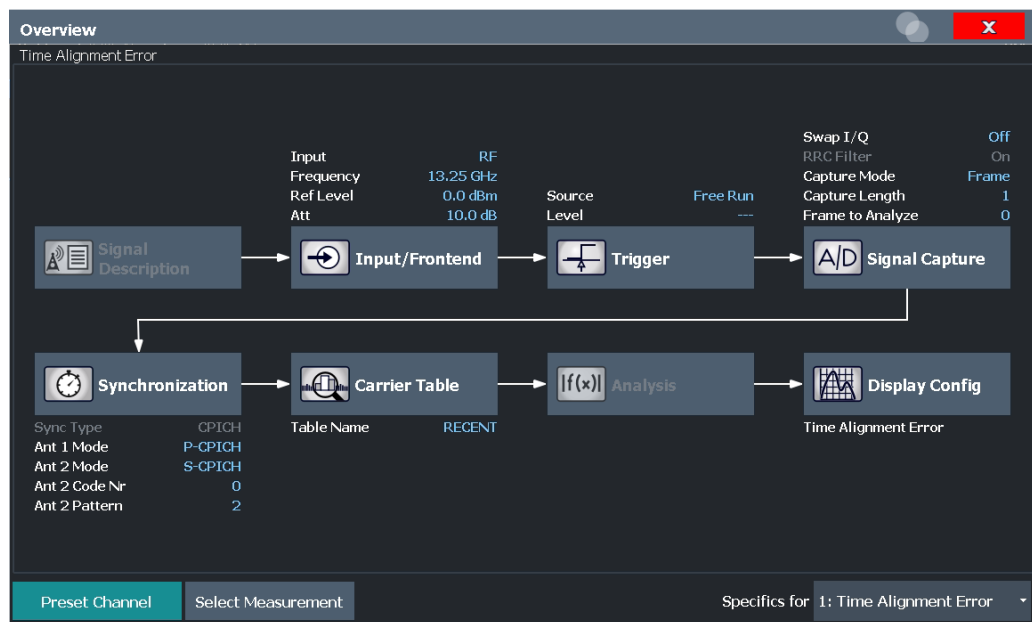 Overview
X
Time Alignment Error
Input RF
Frequency 13.25 GHz
Ref Level 0.0 dBm
Att 10.0 dB
Source Free Run
Level ---
Swap I/Q Off
RRC Filter On
Capture Mode Frame
Capture Length 1
Frame to Analyze 0
Signal
Description
Input/Frontend
Trigger
A/D Signal Capture
Synchronization
Carrier Table
|f(x)| Analysis
Display Config
Sync Type CPICH
Ant 1 Mode P-CPICH
Ant 2 Mode S-CPICH
Ant 2 Code Nr 0
Ant 2 Pattern 2
Table Name RECENT
Time Alignment Error
Preset Channel
Select Measurement
Specifics for 1: Time Alignment Error